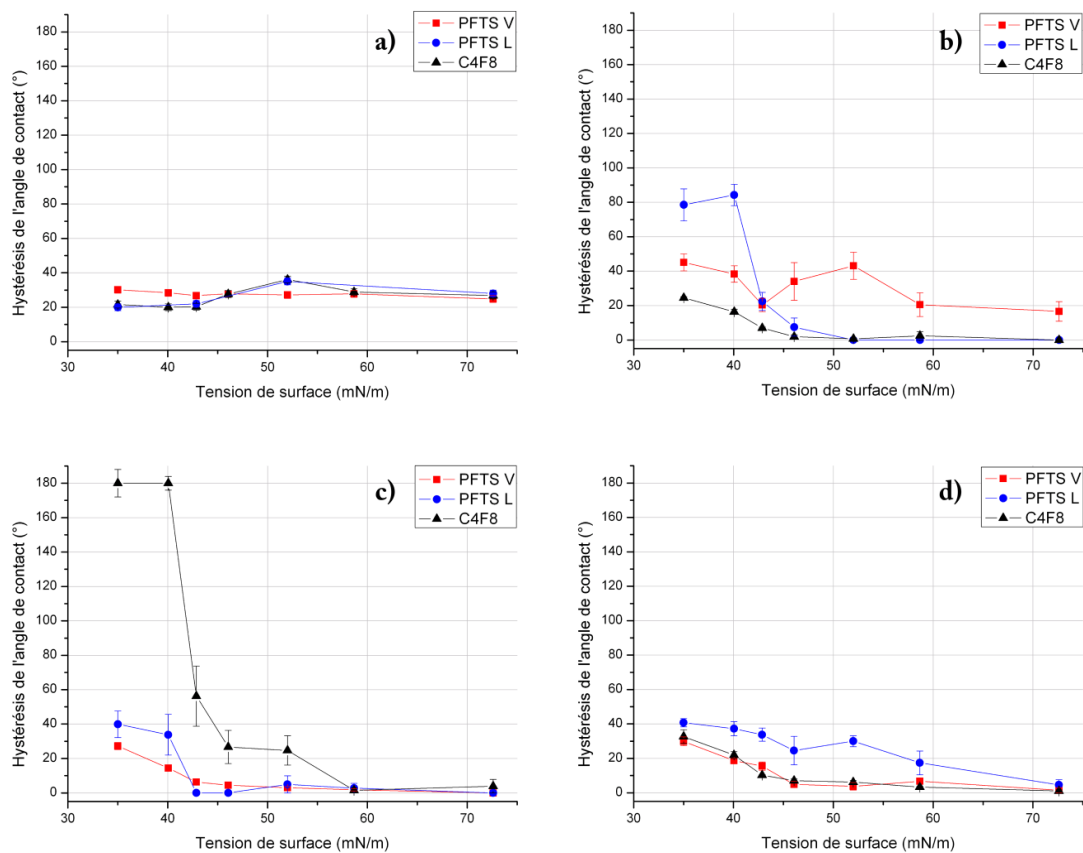 a)
PFTS V
PFTS L
C4F8
Hystérésis de l'angle de contact (°)
180
160
140
120
100
80
60
40
20
0
30 40 50 60 70
Tension de surface (mN/m)
b)
PFTS V
PFTS L
C4F8
Hystérésis de l'angle de contact (°)
180
160
140
120
100
80
60
40
20
0
30 40 50 60 70
Tension de surface (mN/m)
c)
PFTS V
PFTS L
C4F8
Hystérésis de l'angle de contact (°)
180
160
140
120
100
80
60
40
20
0
30 40 50 60 70
Tension de surface (mN/m)
d)
PFTS V
PFTS L
C4F8
Hystérésis de l'angle de contact (°)
180
160
140
120
100
80
60
40
20
0
30 40 50 60 70
Tension de surface (mN/m)